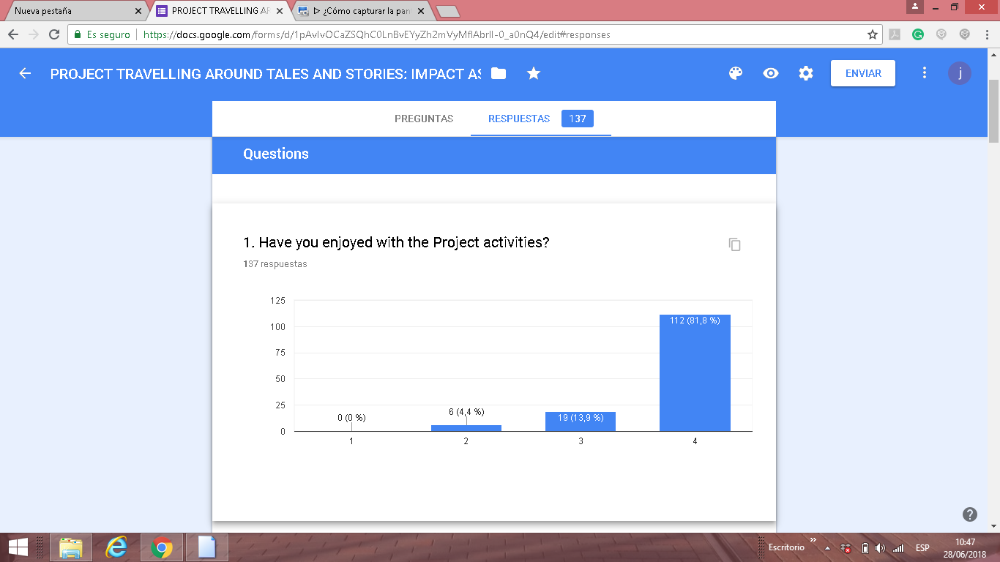 Nueva pestaña
PROJECT TRAVELLING AR
¿Cómo capturar la pan
Es seguro
https://docs.google.com/forms/d/
/edit#responses
PROJECT TRAVELLING AROUND TALES AND STORIES: IMPACT AS
ENVIAR
j
PREGUNTAS
RESPUESTAS
137
Questions
1. Have you enjoyed with the Project activities?
137 respuestas
125
100
75
50
25
0
0 (0 %)
6 (4,4 %)
19 (13,9 %)
112 (81,8 %)
1
2
3
4
Escritorio
ESP
10:47
28/06/2018